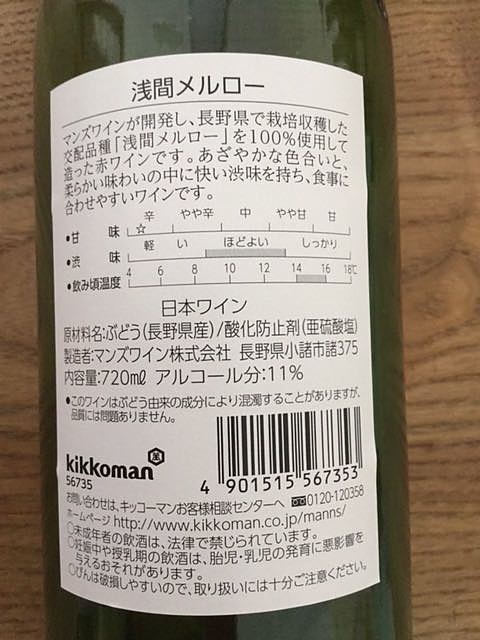 浅間メルロー
マンズワインが開発し、長野県で栽培収穫した
交配品種「浅間メルロー」を100%使用して
造った赤ワインです。あざやかな色合いと、
柔らかい味わいの中に快い渋味を持ち、食事に
合わせやすいワインです。
辛 やや辛 中 やや甘 甘
•甘 味 ☆
軽 い ほどよい しっかり
•渋 味
4 6 8 10 12 14 16 18℃
•飲み頃温度
日本ワイン
原材料名:ぶどう(長野県産)/酸化防止剤(亜硫酸塩)
製造者:マンズワイン株式会社 長野県小諸市諸375
内容量:720mℓ アルコール分:11%
●このワインはぶどう由来の成分により混濁することがありますが、
品質には問題ありません。
kikkoman 萬
56735
4 901515 567353
お問い合わせは、キッコーマンお客様相談センターへ 0120-120358
ホームページ http://www.kikkoman.co.jp/manns/
○未成年者の飲酒は、法律で禁じられています。
○妊娠中や授乳期の飲酒は、胎児・乳児の発育に悪影響を
与えるおそれがあります。
○びんは破損しやすいので、取り扱いには十分ご注意ください。